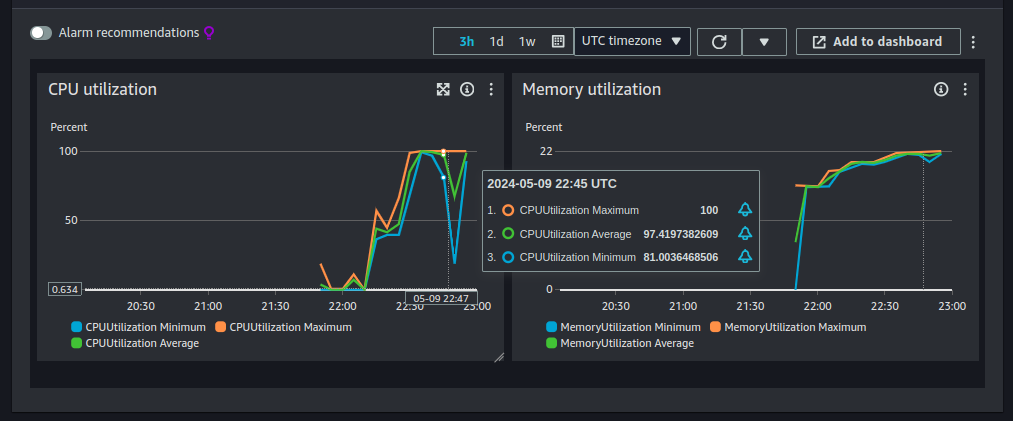 Alarm recommendations
3h 1d 1w UTC timezone Add to dashboard
CPU utilization
Percent
100
50
0.634
20:30 21:00 21:30 22:00 22:30 23:00
05-09 22:47
CPUUtilization Minimum CPUUtilization Maximum
CPUUtilization Average
Memory utilization
Percent
22
0
20:30 21:00 21:30 22:00 22:30 23:00
MemoryUtilization Minimum MemoryUtilization Maximum
MemoryUtilization Average
2024-05-09 22:45 UTC
1. CPUUtilization Maximum 100
2. CPUUtilization Average 97.4197382609
3. CPUUtilization Minimum 81.0036468506